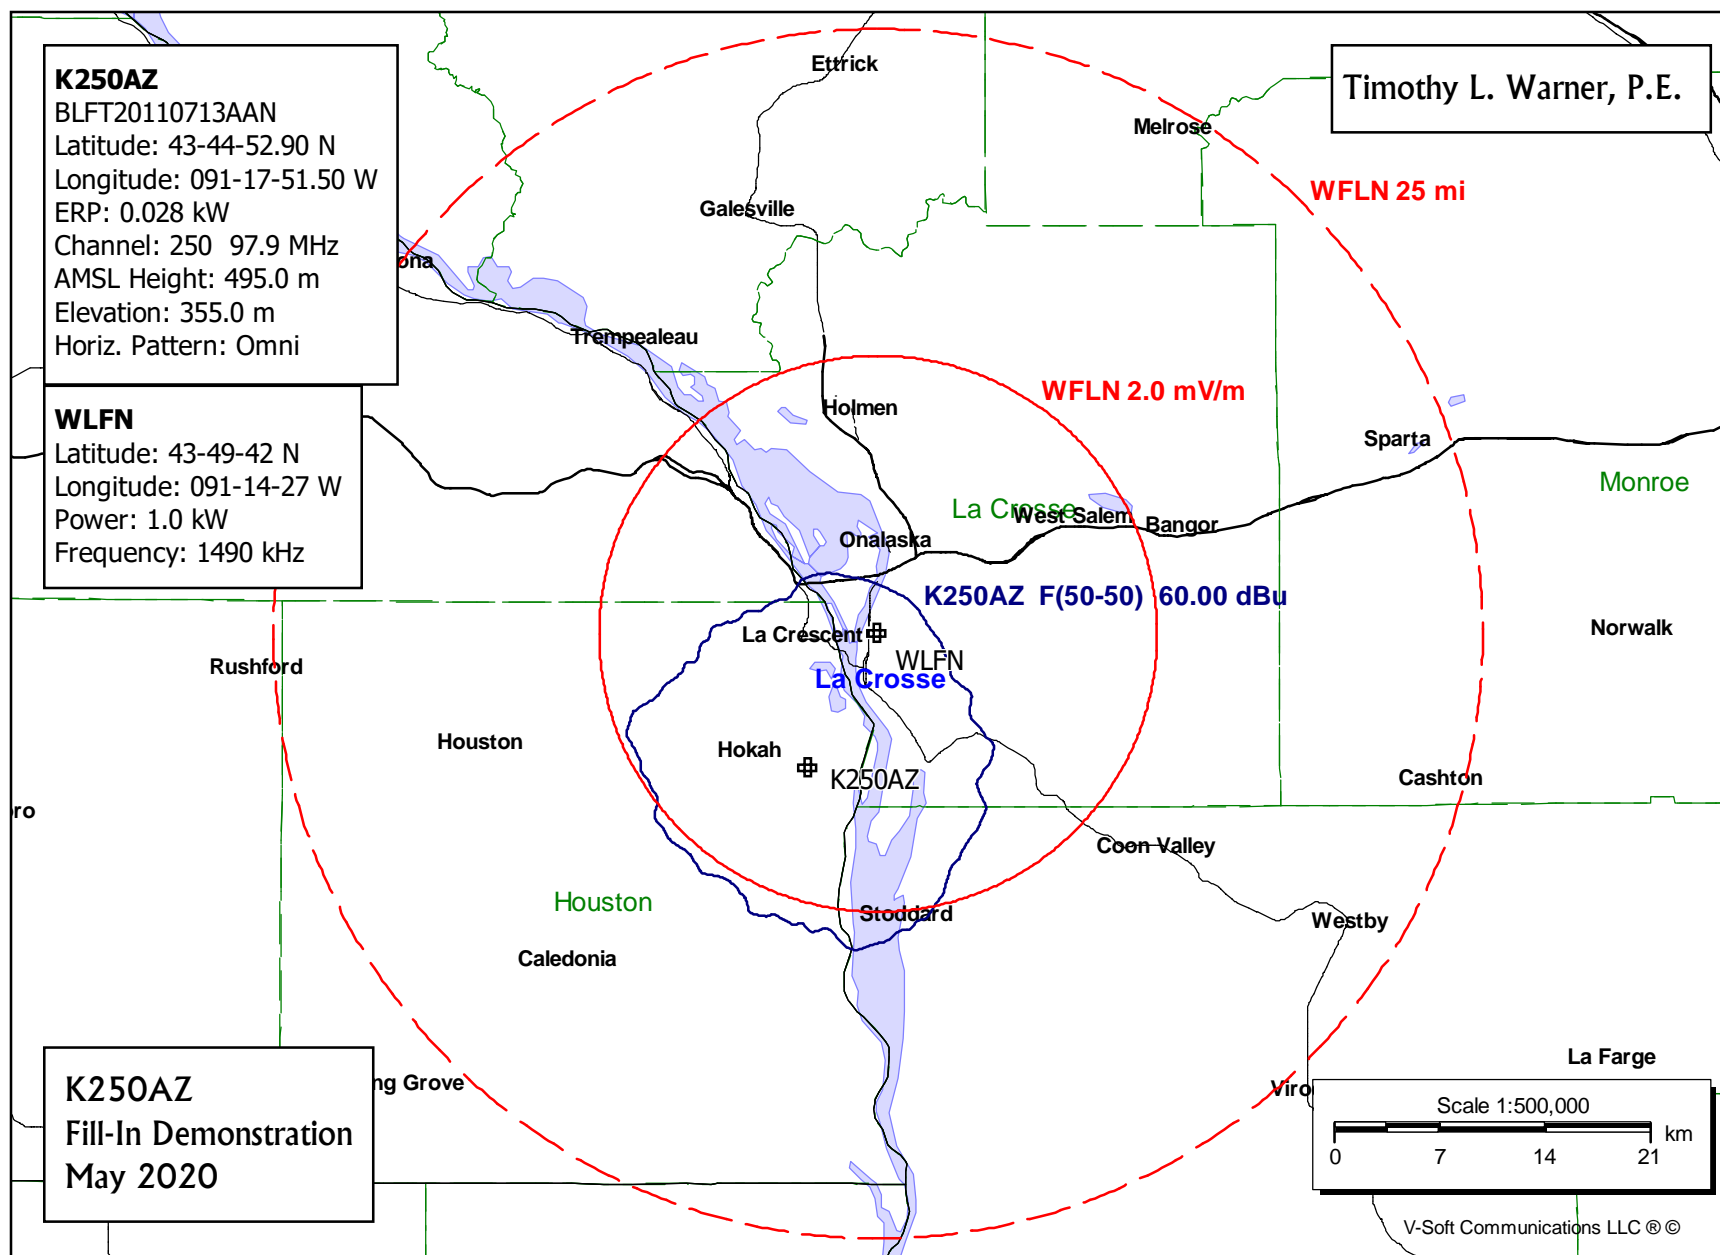 K250AZ
BLFT20110713AAN
Latitude: 43-44-52.90 N
Longitude: 091-17-51.50 W
ERP: 0.028 kW
Channel: 250 97.9 MHz
AMSL Height: 495.0 m
Elevation: 355.0 m
Horiz. Pattern: Omni
WLFN
Latitude: 43-49-42 N
Longitude: 091-14-27 W
Power: 1.0 kW
Frequency: 1490 kHz
Timothy L. Warner, P.E.
Ettrick
Melrose
WFLN 25 mi
Galesville
ona
Trempealeau
WFLN 2.0 mV/m
Holmen
Sparta
Monroe
La Crosse
West Salem
Bangor
Onalaska
K250AZ F(50-50) 60.00 dBu
La Crescent
Norwalk
WLFN
Rushford
La Crosse
Houston
Hokah
K250AZ
Cashton
oro
Coon Valley
Houston
Stoddard
Westby
Caledonia
La Farge
ng Grove
Viro
K250AZ
Fill-In Demonstration
May 2020
Scale 1:500,000
km
0 7 14 21
V-Soft Communications LLC ® ©